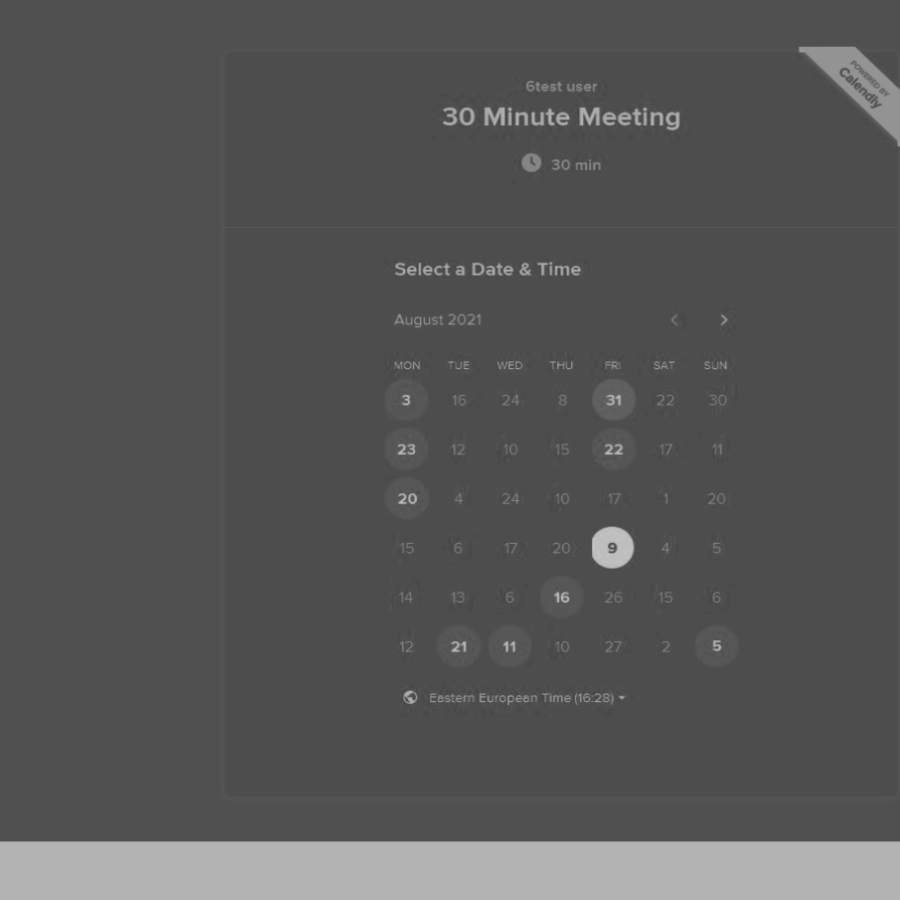 POWERED BY
Calendly
6test user
30 Minute Meeting
30 min
Select a Date & Time
August 2021
MON TUE WED THU FRI SAT SUN
3 16 24 8 31 22 30
23 12 10 15 22 17 11
20 4 24 10 17 1 20
15 6 17 20 9 4 5
14 13 6 16 26 15 6
12 21 11 10 27 2 5
Eastern European Time (16:28)